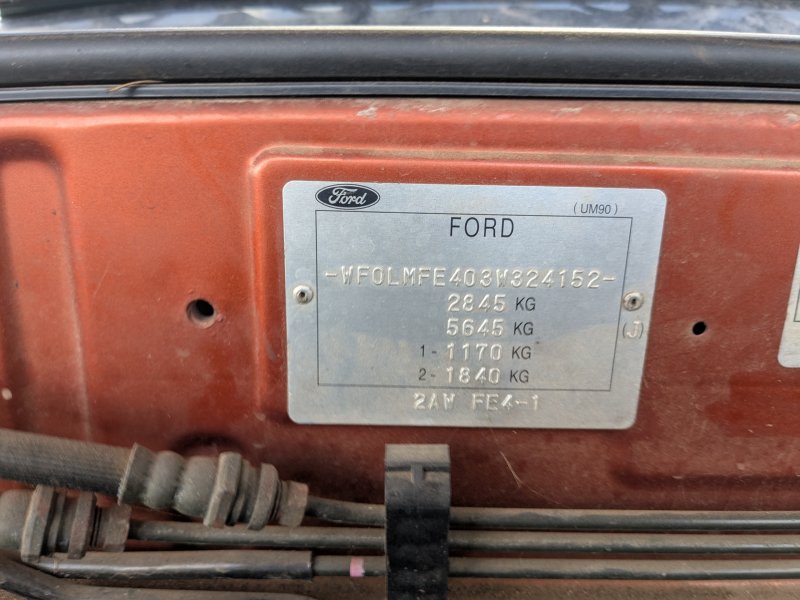 Ford
(UM90)
FORD
-WF0LMFE403W324152-
2845 KG
5645 KG
(J)
1- 1170 KG
2- 1840 KG
2AW FE4-1